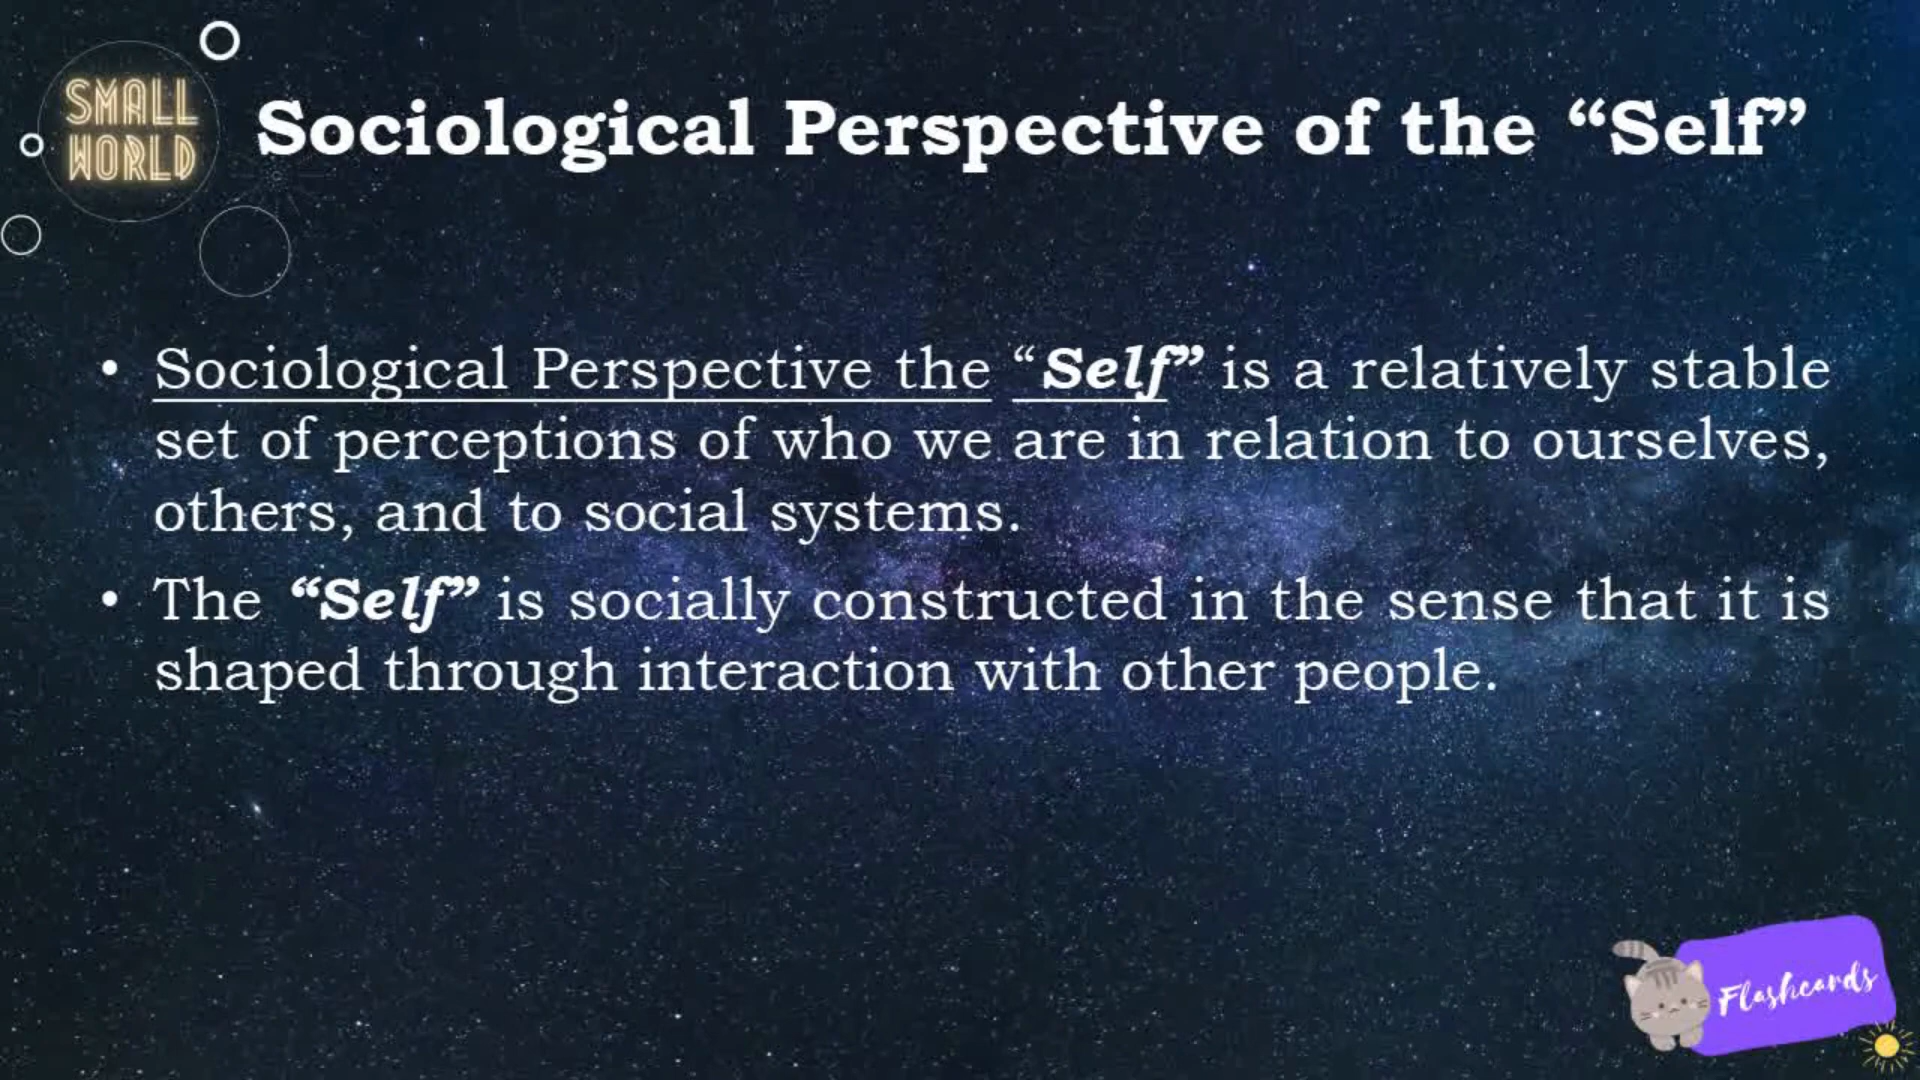 SMALL
WORLD
Sociological Perspective of the “Self”
• Sociological Perspective the “Self” is a relatively stable
set of perceptions of who we are in relation to ourselves,
others, and to social systems.
• The “Self” is socially constructed in the sense that it is
shaped through interaction with other people.
Flashcards